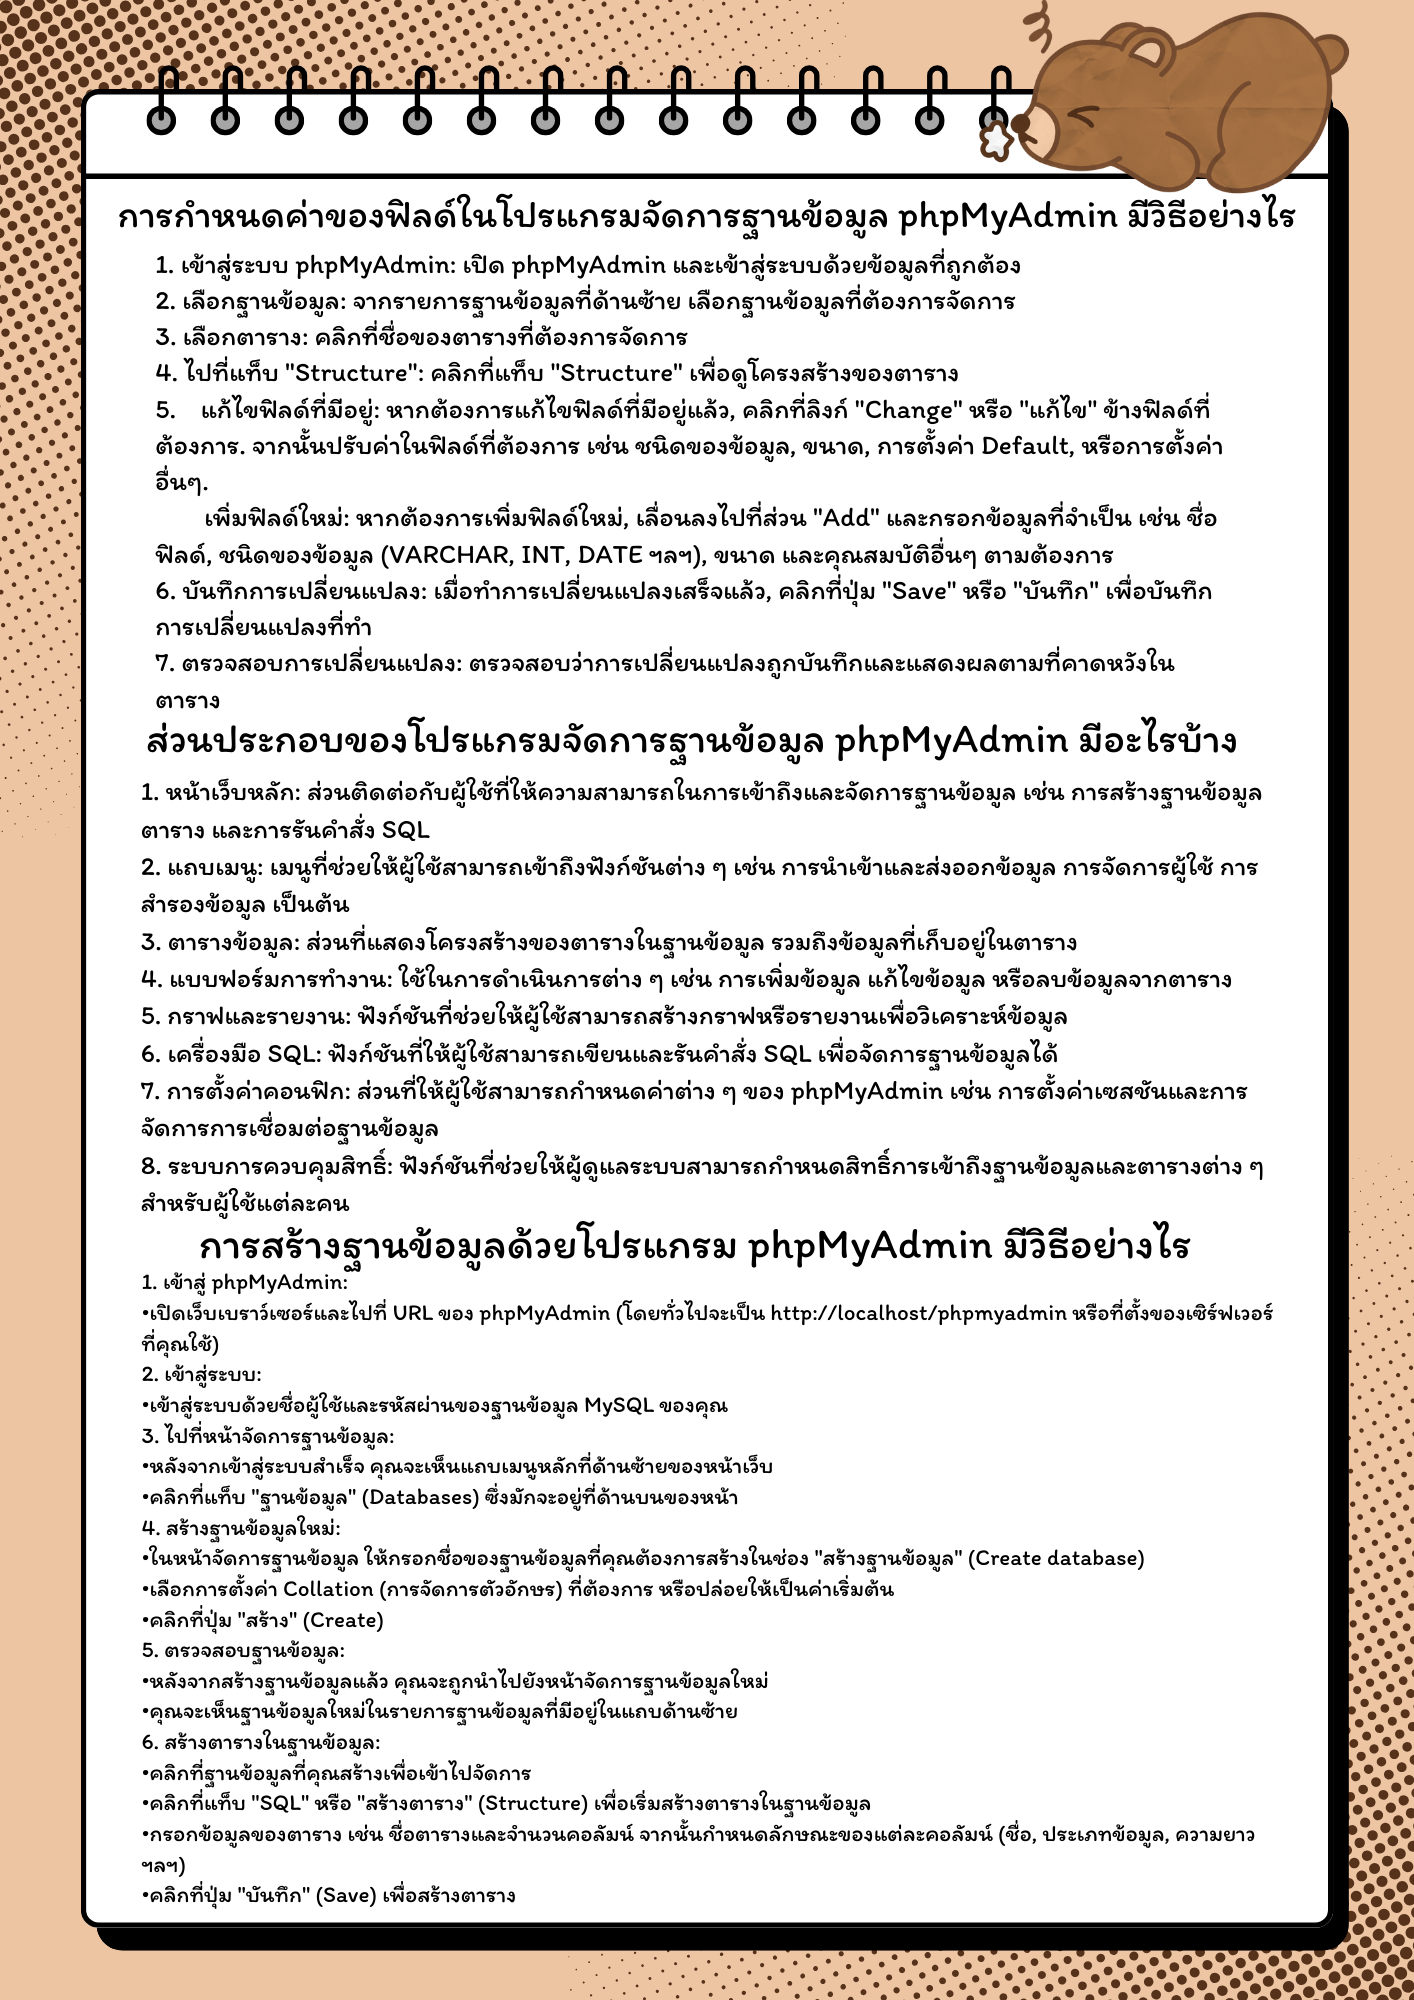 การกำหนดค่าของฟิลด์ในโปรแกรมจัดการฐานข้อมูล phpMyAdmin มีวิธีอย่างไร
1. เข้าสู่ระบบ phpMyAdmin: เปิด phpMyAdmin และเข้าสู่ระบบด้วยข้อมูลที่ถูกต้อง
2. เลือกฐานข้อมูล: จากรายการฐานข้อมูลที่ด้านซ้าย เลือกฐานข้อมูลที่ต้องการจัดการ
3. เลือกตาราง: คลิกที่ชื่อของตารางที่ต้องการจัดการ
4. ไปที่แท็บ "Structure": คลิกที่แท็บ "Structure" เพื่อดูโครงสร้างของตาราง
5. แก้ไขฟิลด์ที่มีอยู่: หากต้องการแก้ไขฟิลด์ที่มีอยู่แล้ว, คลิกที่ลิงก์ "Change" หรือ "แก้ไข" ข้างฟิลด์ที่
ต้องการ. จากนั้นปรับค่าในฟิลด์ที่ต้องการ เช่น ชนิดของข้อมูล, ขนาด, การตั้งค่า Default, หรือการตั้งค่า
อื่นๆ.
เพิ่มฟิลด์ใหม่: หากต้องการเพิ่มฟิลด์ใหม่, เลื่อนลงไปที่ส่วน "Add" และกรอกข้อมูลที่จำเป็น เช่น ชื่อ
ฟิลด์, ชนิดของข้อมูล (VARCHAR, INT, DATE ฯลฯ), ขนาด และคุณสมบัติอื่นๆ ตามต้องการ
6. บันทึกการเปลี่ยนแปลง: เมื่อทำการเปลี่ยนแปลงเสร็จแล้ว, คลิกที่ปุ่ม "Save" หรือ "บันทึก" เพื่อบันทึก
การเปลี่ยนแปลงที่ทำ
7. ตรวจสอบการเปลี่ยนแปลง: ตรวจสอบว่าการเปลี่ยนแปลงถูกบันทึกและแสดงผลตามที่คาดหวังใน
ตาราง
ส่วนประกอบของโปรแกรมจัดการฐานข้อมูล phpMyAdmin มีอะไรบ้าง
1. หน้าเว็บหลัก: ส่วนติดต่อกับผู้ใช้ที่ให้ความสามารถในการเข้าถึงและจัดการฐานข้อมูล เช่น การสร้างฐานข้อมูล
ตาราง และการรันคำสั่ง SQL
2. แถบเมนู: เมนูที่ช่วยให้ผู้ใช้สามารถเข้าถึงฟังก์ชันต่าง ๆ เช่น การนำเข้าและส่งออกข้อมูล การจัดการผู้ใช้ การ
สำรองข้อมูล เป็นต้น
3. ตารางข้อมูล: ส่วนที่แสดงโครงสร้างของตารางในฐานข้อมูล รวมถึงข้อมูลที่เก็บอยู่ในตาราง
4. แบบฟอร์มการทำงาน: ใช้ในการดำเนินการต่าง ๆ เช่น การเพิ่มข้อมูล แก้ไขข้อมูล หรือลบข้อมูลจากตาราง
5. กราฟและรายงาน: ฟังก์ชันที่ช่วยให้ผู้ใช้สามารถสร้างกราฟหรือรายงานเพื่อวิเคราะห์ข้อมูล
6. เครื่องมือ SQL: ฟังก์ชันที่ให้ผู้ใช้สามารถเขียนและรันคำสั่ง SQL เพื่อจัดการฐานข้อมูลได้
7. การตั้งค่าคอนฟิก: ส่วนที่ให้ผู้ใช้สามารถกำหนดค่าต่าง ๆ ของ phpMyAdmin เช่น การตั้งค่าเซสชันและการ
จัดการการเชื่อมต่อฐานข้อมูล
8. ระบบการควบคุมสิทธิ์: ฟังก์ชันที่ช่วยให้ผู้ดูแลระบบสามารถกำหนดสิทธิ์การเข้าถึงฐานข้อมูลและตารางต่าง ๆ
สำหรับผู้ใช้แต่ละคน
การสร้างฐานข้อมูลด้วยโปรแกรม phpMyAdmin มีวิธีอย่างไร
1. เข้าสู่ phpMyAdmin:
•เปิดเว็บเบราว์เซอร์และไปที่ URL ของ phpMyAdmin (โดยทั่วไปจะเป็น http://localhost/phpmyadmin หรือที่ตั้งของเซิร์ฟเวอร์
ที่คุณใช้)
2. เข้าสู่ระบบ:
•เข้าสู่ระบบด้วยชื่อผู้ใช้และรหัสผ่านของฐานข้อมูล MySQL ของคุณ
3. ไปที่หน้าจัดการฐานข้อมูล:
•หลังจากเข้าสู่ระบบสำเร็จ คุณจะเห็นแถบเมนูหลักที่ด้านซ้ายของหน้าเว็บ
•คลิกที่แท็บ "ฐานข้อมูล" (Databases) ซึ่งมักจะอยู่ที่ด้านบนของหน้า
4. สร้างฐานข้อมูลใหม่:
•ในหน้าจัดการฐานข้อมูล ให้กรอกชื่อของฐานข้อมูลที่คุณต้องการสร้างในช่อง "สร้างฐานข้อมูล" (Create database)
•เลือกการตั้งค่า Collation (การจัดการตัวอักษร) ที่ต้องการ หรือปล่อยให้เป็นค่าเริ่มต้น
•คลิกที่ปุ่ม "สร้าง" (Create)
5. ตรวจสอบฐานข้อมูล:
•หลังจากสร้างฐานข้อมูลแล้ว คุณจะถูกนำไปยังหน้าจัดการฐานข้อมูลใหม่
•คุณจะเห็นฐานข้อมูลใหม่ในรายการฐานข้อมูลที่มีอยู่ในแถบด้านซ้าย
6. สร้างตารางในฐานข้อมูล:
•คลิกที่ฐานข้อมูลที่คุณสร้างเพื่อเข้าไปจัดการ
•คลิกที่แท็บ "SQL" หรือ "สร้างตาราง" (Structure) เพื่อเริ่มสร้างตารางในฐานข้อมูล
•กรอกข้อมูลของตาราง เช่น ชื่อตารางและจำนวนคอลัมน์ จากนั้นกำหนดลักษณะของแต่ละคอลัมน์ (ชื่อ, ประเภทข้อมูล, ความยาว
ฯลฯ)
•คลิกที่ปุ่ม "บันทึก" (Save) เพื่อสร้างตาราง